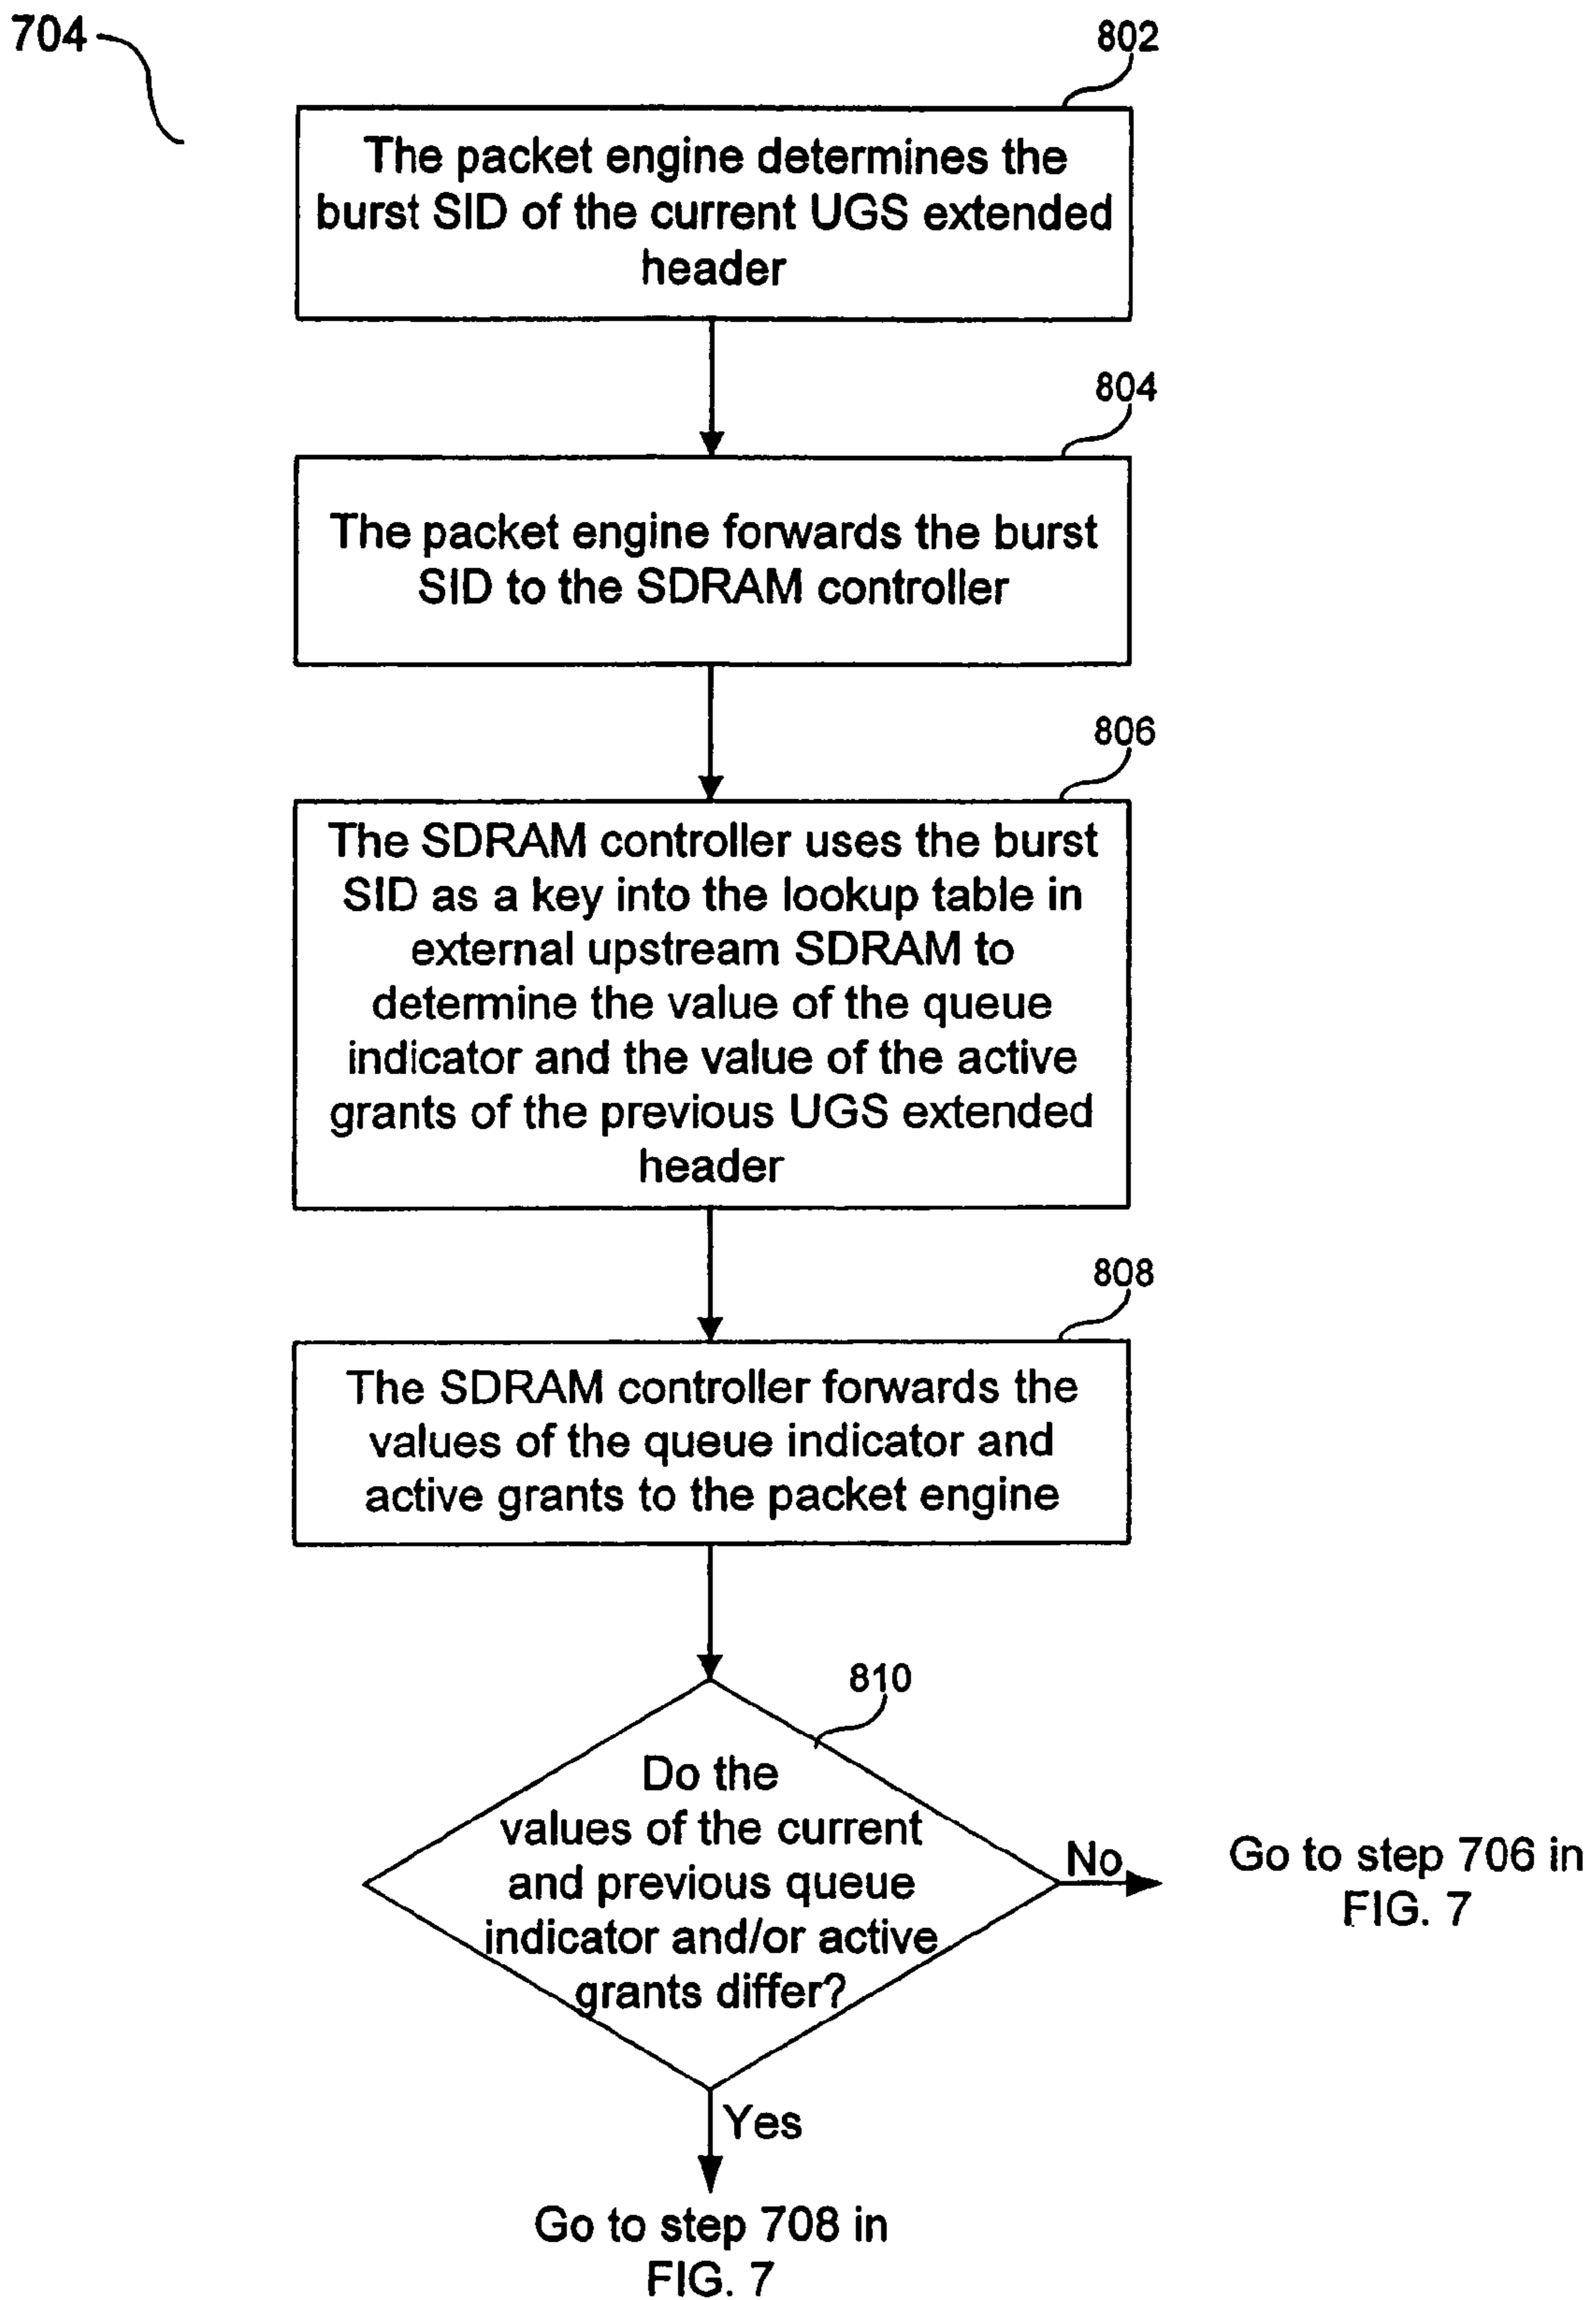 704
802
The packet engine determines the
burst SID of the current UGS extended
header
804
The packet engine forwards the burst
SID to the SDRAM controller
806
The SDRAM controller uses the burst
SID as a key into the lookup table in
external upstream SDRAM to
determine the value of the queue
indicator and the value of the active
grants of the previous UGS extended
header
808
The SDRAM controller forwards the
values of the queue indicator and
active grants to the packet engine
810
Do the
values of the current
and previous queue
indicator and/or active
grants differ?
No
Go to step 706 in
FIG. 7
Yes
Go to step 708 in
FIG. 7